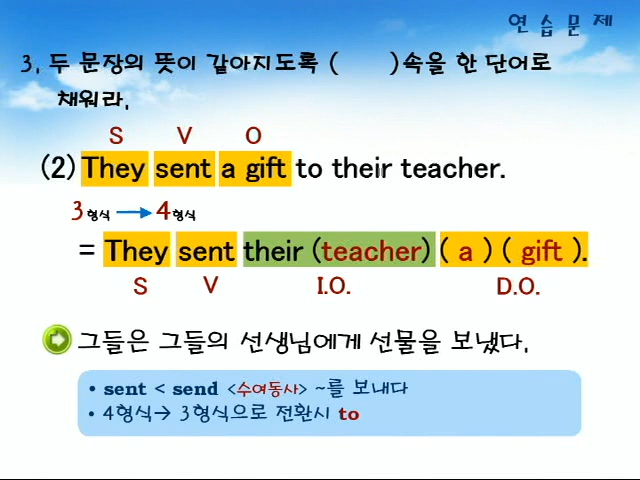 연 습 문 제
3. 두 문장의 뜻이 같아지도록 (      )속을 한 단어로
채워라.
S V O
(2) They sent a gift to their teacher.
3형식 → 4형식
= They sent their (teacher) ( a ) ( gift ).
S V I.O. D.O.
그들은 그들의 선생님에게 선물을 보냈다.
• sent < send <수여동사> ~를 보내다
• 4형식→ 3형식으로 전환시 to